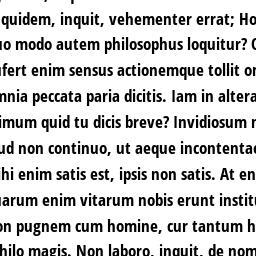 quidem, inquit, vehementer errat; Ho
uo modo autem philosophus loquitur?
ufert enim sensus actionemque tollit
mnia peccata paria dicitis. Iam in altera
imum quid tu dicis breve? Invidiosum
ud non continuo, ut aeque incontenta
ihi enim satis est, ipsis non satis. At en
uarum enim vitarum nobis erunt institu
on pugnem cum homine, cur tantum h
hilo magis. Non laboro, inquit, de nom